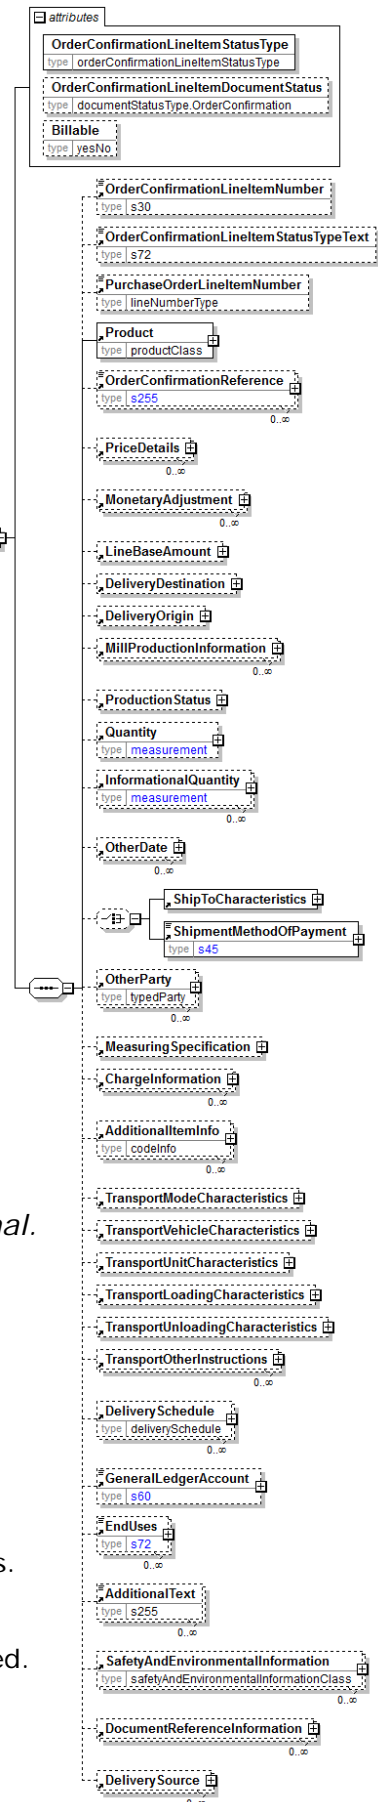 attributes
OrderConfirmationLineItemStatusType
type orderConfirmationLineItemStatusType
OrderConfirmationLineItemDocumentStatus
type documentStatusType.OrderConfirmation
Billable
type yesNo
OrderConfirmationLineItemNumber
type s30
OrderConfirmationLineItemStatusTypeText
type s72
PurchaseOrderLineItemNumber
type lineNumberType
Product
type productClass
OrderConfirmationReference
type s255
0..∞
PriceDetails
0..∞
MonetaryAdjustment
0..∞
LineBaseAmount
DeliveryDestination
DeliveryOrigin
MillProductionInformation
0..∞
ProductionStatus
Quantity
type measurement
InformationalQuantity
type measurement
0..∞
OtherDate
0..∞
ShipToCharacteristics
ShipmentMethodOfPayment
type s45
OtherParty
type typedParty
0..∞
MeasuringSpecification
ChargeInformation
0..∞
AdditionalItemInfo
type codeInfo
0..∞
TransportModeCharacteristics
nal.
TransportVehicleCharacteristics
TransportUnitCharacteristics
TransportLoadingCharacteristics
TransportUnloadingCharacteristics
TransportOtherInstructions
0..∞
DeliverySchedule
type deliverySchedule
0..∞
GeneralLedgerAccount
type s60
EndUses
type s72
s.
0..∞
AdditionalText
type s255
0..∞
ed.
SafetyAndEnvironmentalInformation
type safetyAndEnvironmentalInformationClass
0..∞
DocumentReferenceInformation
0..∞
DeliverySource
0..∞